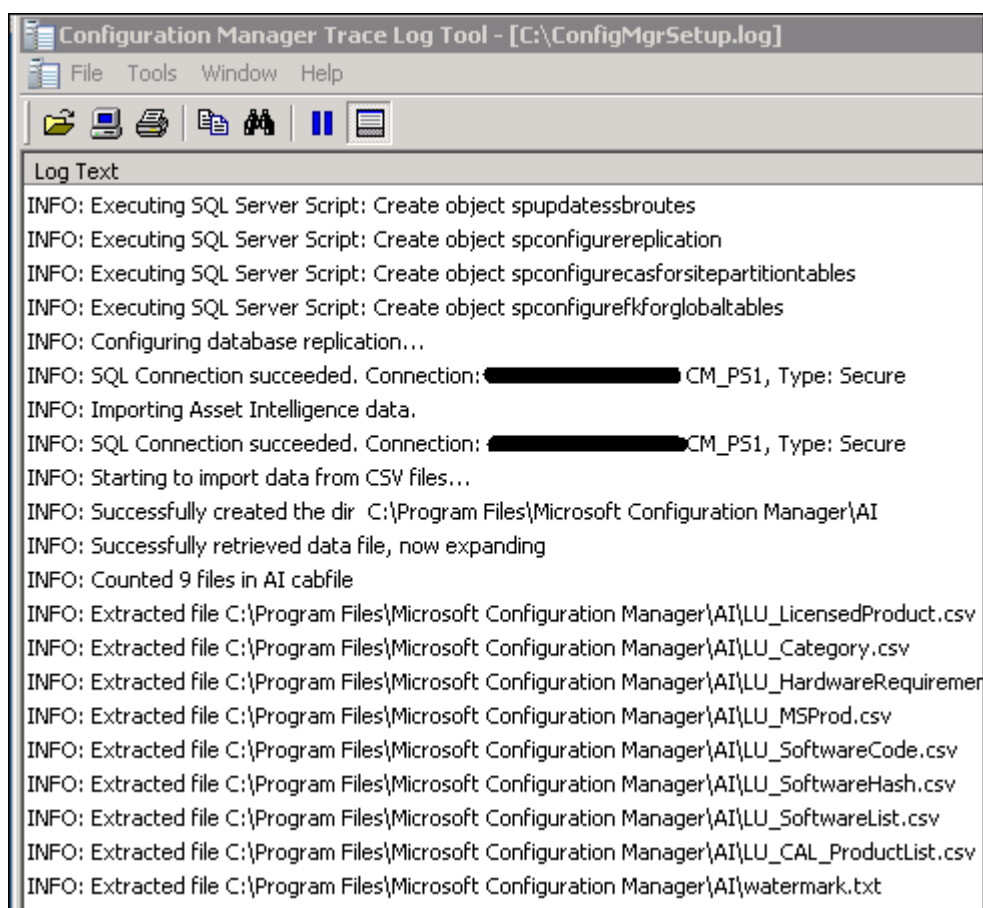 Configuration Manager Trace Log Tool - [C:\ConfigMgrSetup.log]
File Tools Window Help
Log Text
INFO: Executing SQL Server Script: Create object spupdatessbroutes
INFO: Executing SQL Server Script: Create object spconfigurereplication
INFO: Executing SQL Server Script: Create object spconfigurecasforsitepartitiontables
INFO: Executing SQL Server Script: Create object spconfigurefkforglobaltables
INFO: Configuring database replication...
INFO: SQL Connection succeeded. Connection: CM_PS1, Type: Secure
INFO: Importing Asset Intelligence data.
INFO: SQL Connection succeeded. Connection: CM_PS1, Type: Secure
INFO: Starting to import data from CSV files...
INFO: Successfully created the dir C:\Program Files\Microsoft Configuration Manager\AI
INFO: Successfully retrieved data file, now expanding
INFO: Counted 9 files in AI cabfile
INFO: Extracted file C:\Program Files\Microsoft Configuration Manager\AI\LU_LicensedProduct.csv
INFO: Extracted file C:\Program Files\Microsoft Configuration Manager\AI\LU_Category.csv
INFO: Extracted file C:\Program Files\Microsoft Configuration Manager\AI\LU_HardwareRequiremen
INFO: Extracted file C:\Program Files\Microsoft Configuration Manager\AI\LU_MSProd.csv
INFO: Extracted file C:\Program Files\Microsoft Configuration Manager\AI\LU_SoftwareCode.csv
INFO: Extracted file C:\Program Files\Microsoft Configuration Manager\AI\LU_SoftwareHash.csv
INFO: Extracted file C:\Program Files\Microsoft Configuration Manager\AI\LU_SoftwareList.csv
INFO: Extracted file C:\Program Files\Microsoft Configuration Manager\AI\LU_CAL_ProductList.csv
INFO: Extracted file C:\Program Files\Microsoft Configuration Manager\AI\watermark.txt